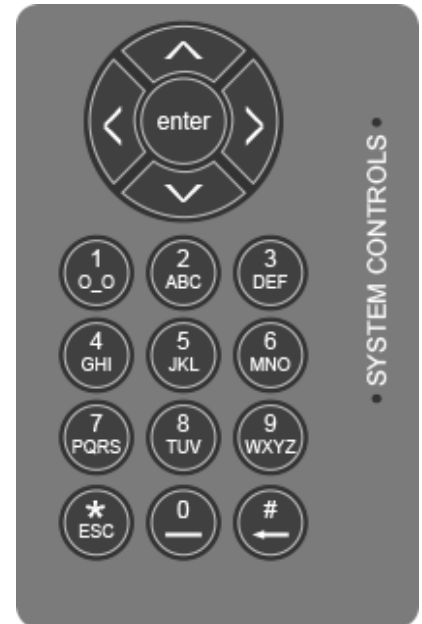 enter
1
O_O
2
ABC
3
DEF
4
GHI
5
JKL
6
MNO
7
PQRS
8
TUV
9
WXYZ
*
ESC
0
#
• SYSTEM CONTROLS •